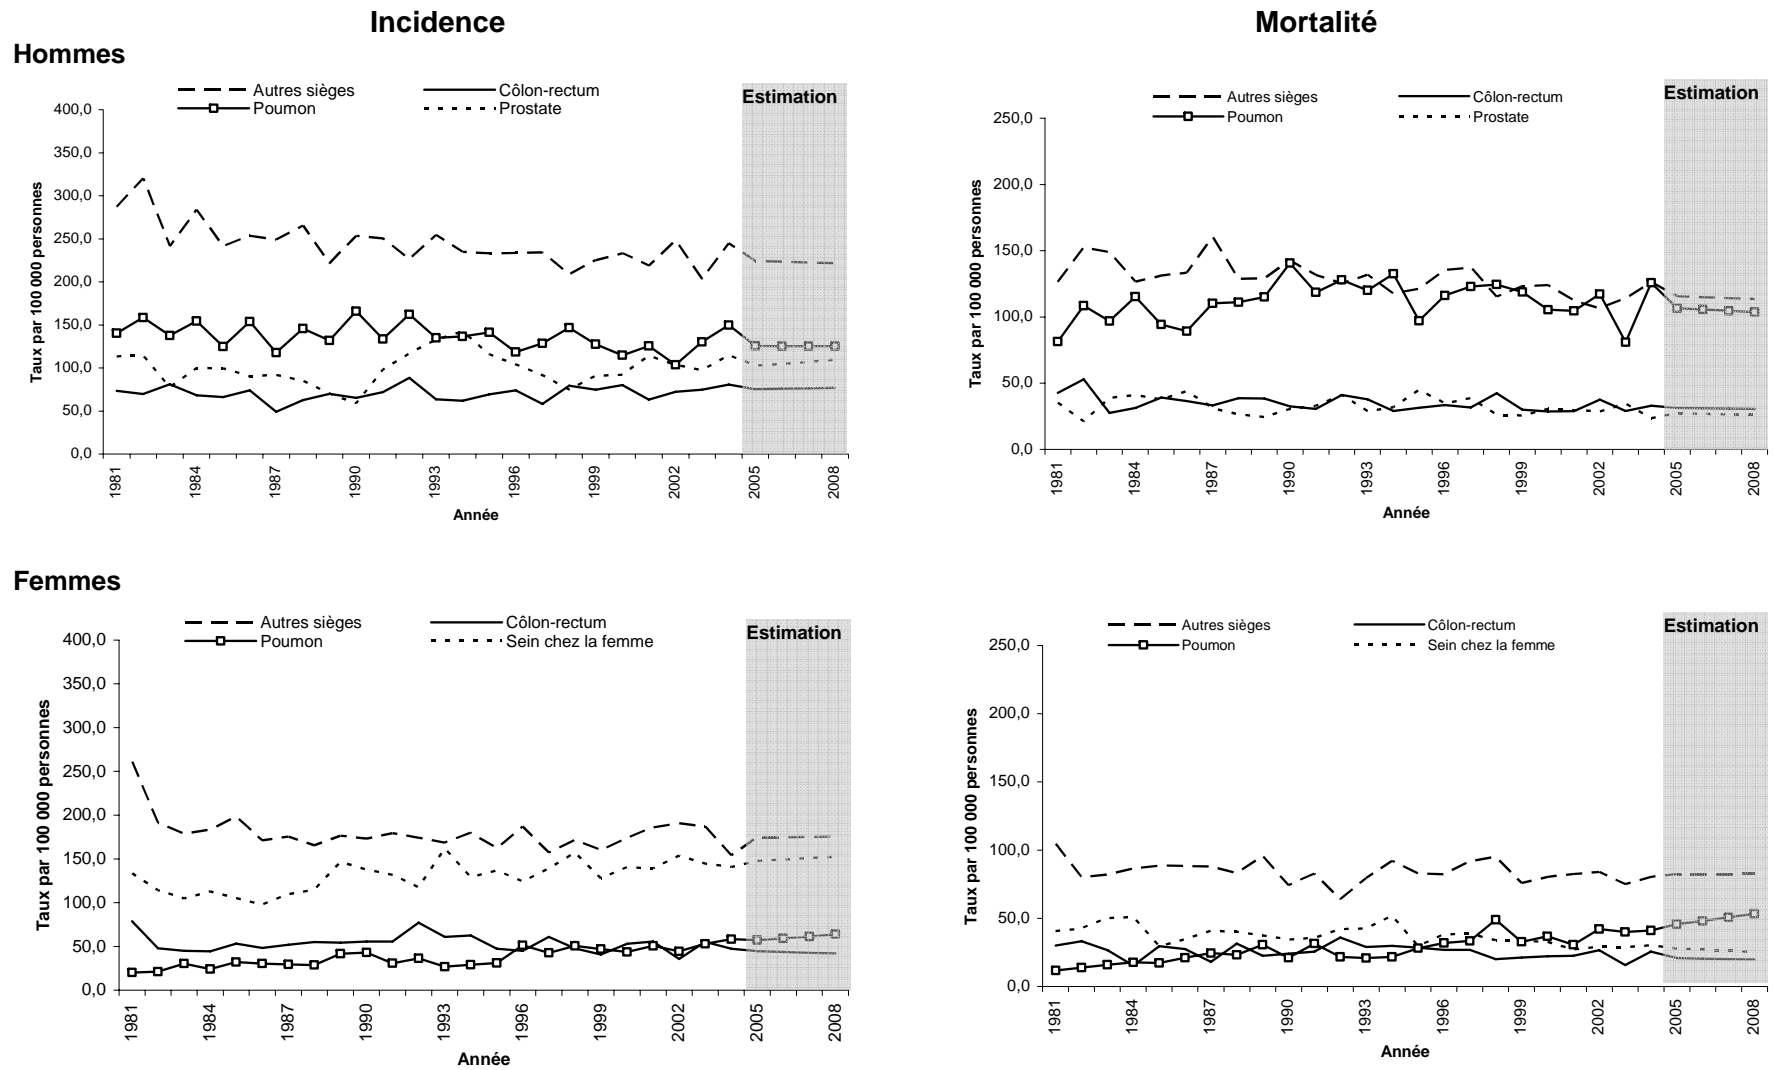 Incidence
Mortalité
Hommes
Autres sièges
Côlon-rectum
Poumon
Prostate
Estimation
400,0
350,0
300,0
250,0
200,0
150,0
100,0
50,0
0,0
Taux par 100 000 personnes
1981
1984
1987
1990
1993
1996
1999
2002
2005
2008
Année
Autres sièges
Côlon-rectum
Poumon
Prostate
Estimation
250,0
200,0
150,0
100,0
50,0
0,0
Taux par 100 000 personnes
1981
1984
1987
1990
1993
1996
1999
2002
2005
2008
Année
Femmes
Autres sièges
Côlon-rectum
Poumon
Sein chez la femme
Estimation
400,0
350,0
300,0
250,0
200,0
150,0
100,0
50,0
0,0
Taux par 100 000 personnes
1981
1984
1987
1990
1993
1996
1999
2002
2005
2008
Année
Autres sièges
Côlon-rectum
Poumon
Sein chez la femme
Estimation
250,0
200,0
150,0
100,0
50,0
0,0
Taux par 100 000 personnes
1981
1984
1987
1990
1993
1996
1999
2002
2005
2008
Année